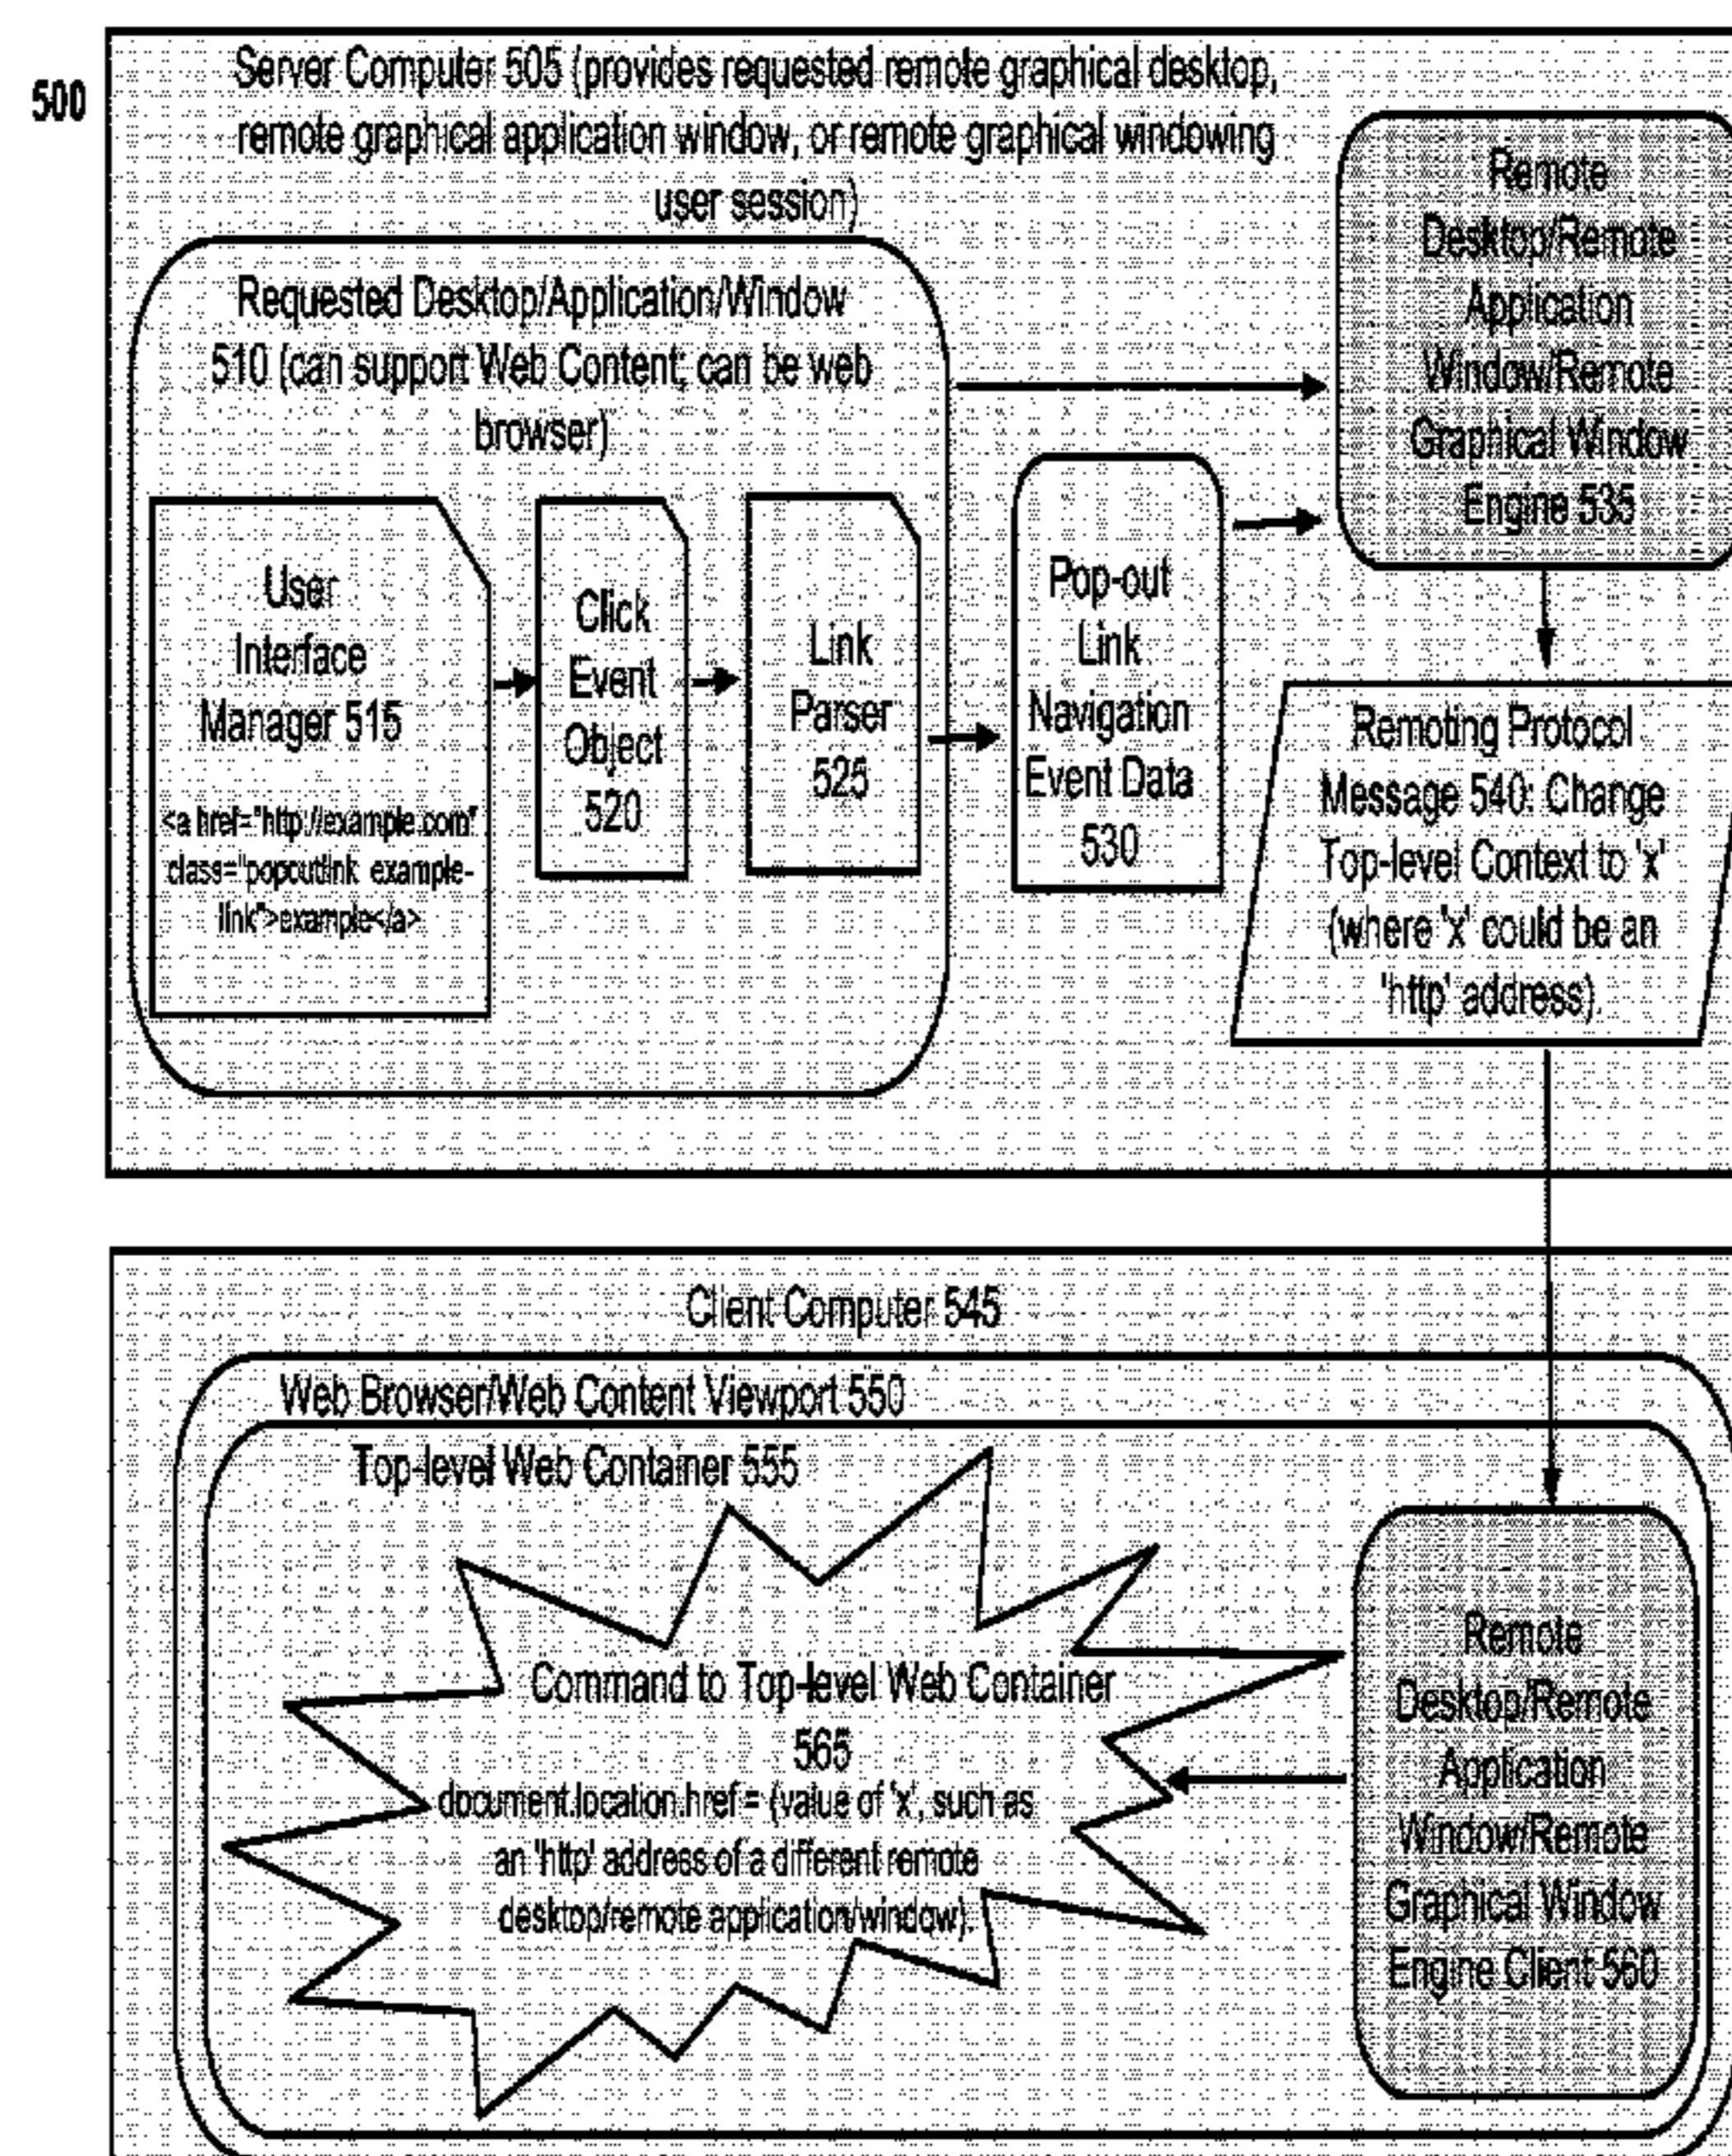 500
Server Computer 505 (provides requested remote graphical desktop,
remote graphical application window, or remote graphical windowing
user session)
Requested Desktop/Application/Window
510 (can support Web Content; can be web
browser)
User
Interface
Manager 515
<a href="http://example.com"
class="popoutlink example-
link">example</a>
Click
Event
Object
520
Link
Parser
525
Pop-out
Link
Navigation
Event Data
530
Remote
Desktop/Remote
Application
Window/Remote
Graphical Window
Engine 535
Remoting Protocol
Message 540: Change
Top-level Context to 'x'
(where 'x' could be an
'http' address).
Client Computer 545
Web Browser/Web Content Viewport 550
Top-level Web Container 555
Command to Top-level Web Container
565
document.location.href = (value of 'x', such as
an 'http' address of a different remote
desktop/remote application/window).
Remote
Desktop/Remote
Application
Window/Remote
Graphical Window
Engine Client 560